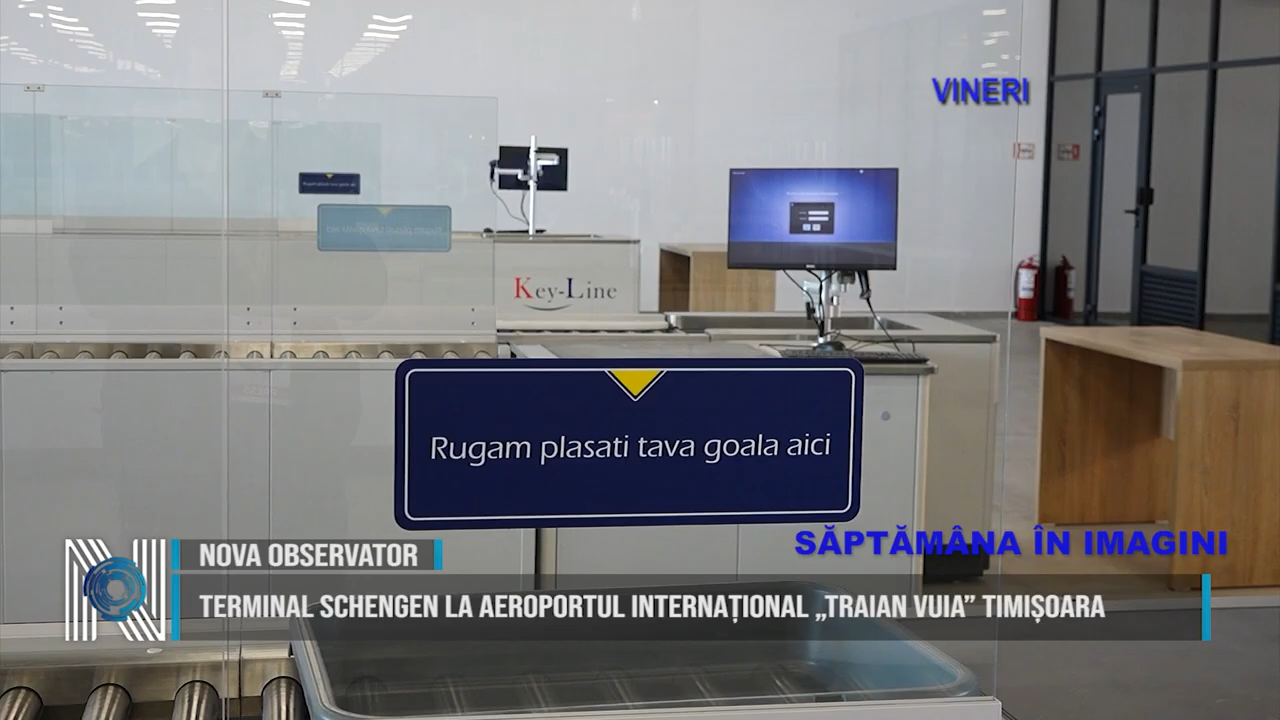 VINERI
Key-Line
Rugam plasati tava goala aici
SĂPTĂMÂNA ÎN IMAGINI
NOVA OBSERVATOR
TERMINAL SCHENGEN LA AEROPORTUL INTERNAȚIONAL „TRAIAN VUIA” TIMIȘOARA